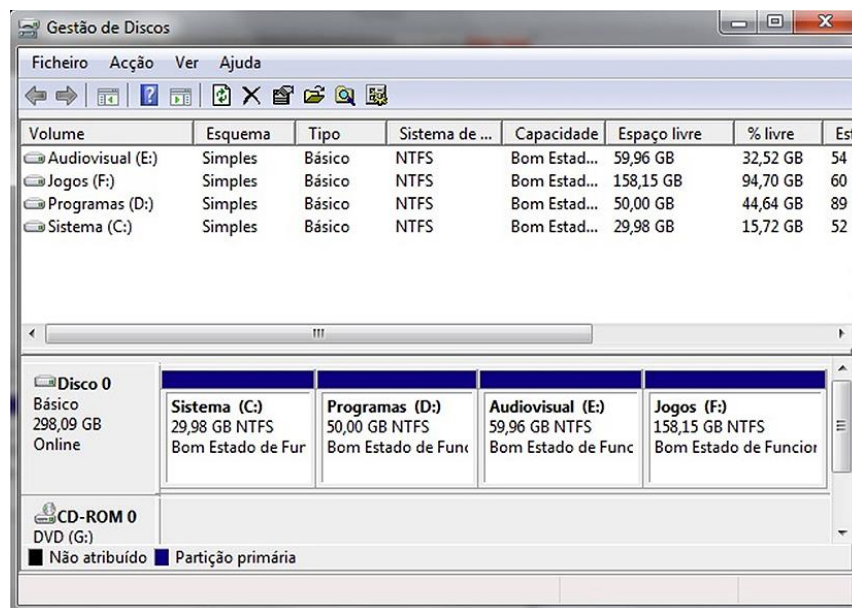 Gestão de Discos
Ficheiro Acção Ver Ajuda
Volume Esquema Tipo Sistema de ... Capacidade Espaço livre % livre Est
Audiovisual (E:) Simples Básico NTFS Bom Estad... 59,96 GB 32,52 GB 54
Jogos (F:) Simples Básico NTFS Bom Estad... 158,15 GB 94,70 GB 60
Programas (D:) Simples Básico NTFS Bom Estad... 50,00 GB 44,64 GB 89
Sistema (C:) Simples Básico NTFS Bom Estad... 29,98 GB 15,72 GB 52
Disco 0
Básico
298,09 GB
Online
Sistema (C:)
29,98 GB NTFS
Bom Estado de Fur
Programas (D:)
50,00 GB NTFS
Bom Estado de Func
Audiovisual (E:)
59,96 GB NTFS
Bom Estado de Func
Jogos (F:)
158,15 GB NTFS
Bom Estado de Funcior
CD-ROM 0
DVD (G:)
Não atribuído Partição primária